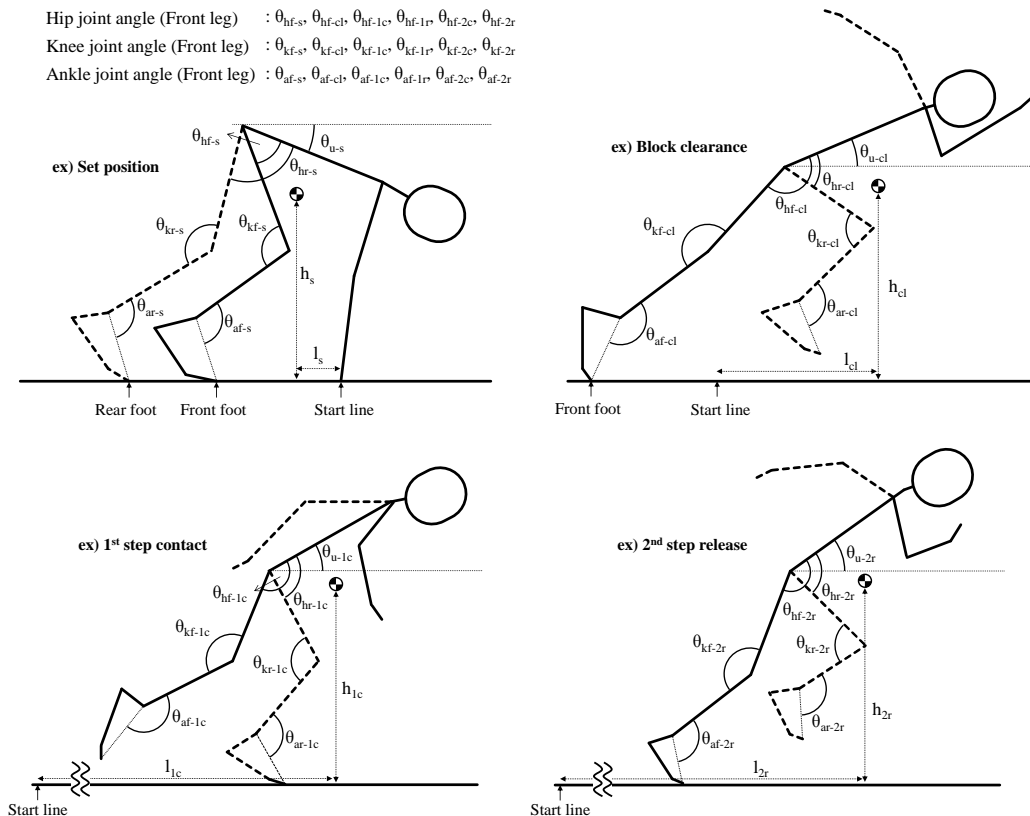 Hip joint angle (Front leg) : θhf-s, θhf-cl, θhf-1c, θhf-1r, θhf-2c, θhf-2r
Knee joint angle (Front leg) : θkf-s, θkf-cl, θkf-1c, θkf-1r, θkf-2c, θkf-2r
Ankle joint angle (Front leg) : θaf-s, θaf-cl, θaf-1c, θaf-1r, θaf-2c, θaf-2r
ex) Set position
θhf-s
θu-s
θhr-s
θkr-s
θkf-s
hs
θar-s
θaf-s
ls
Rear foot
Front foot
Start line
ex) Block clearance
θu-cl
θhr-cl
θhf-cl
θkf-cl
θkr-cl
hcl
θar-cl
θaf-cl
lcl
Front foot
Start line
ex) 1st step contact
θu-1c
θhf-1c
θhr-1c
θkf-1c
θkr-1c
h1c
θaf-1c
θar-1c
l1c
Start line
ex) 2nd step release
θu-2r
θhr-2r
θhf-2r
θkf-2r
θkr-2r
h2r
θar-2r
θaf-2r
l2r
Start line